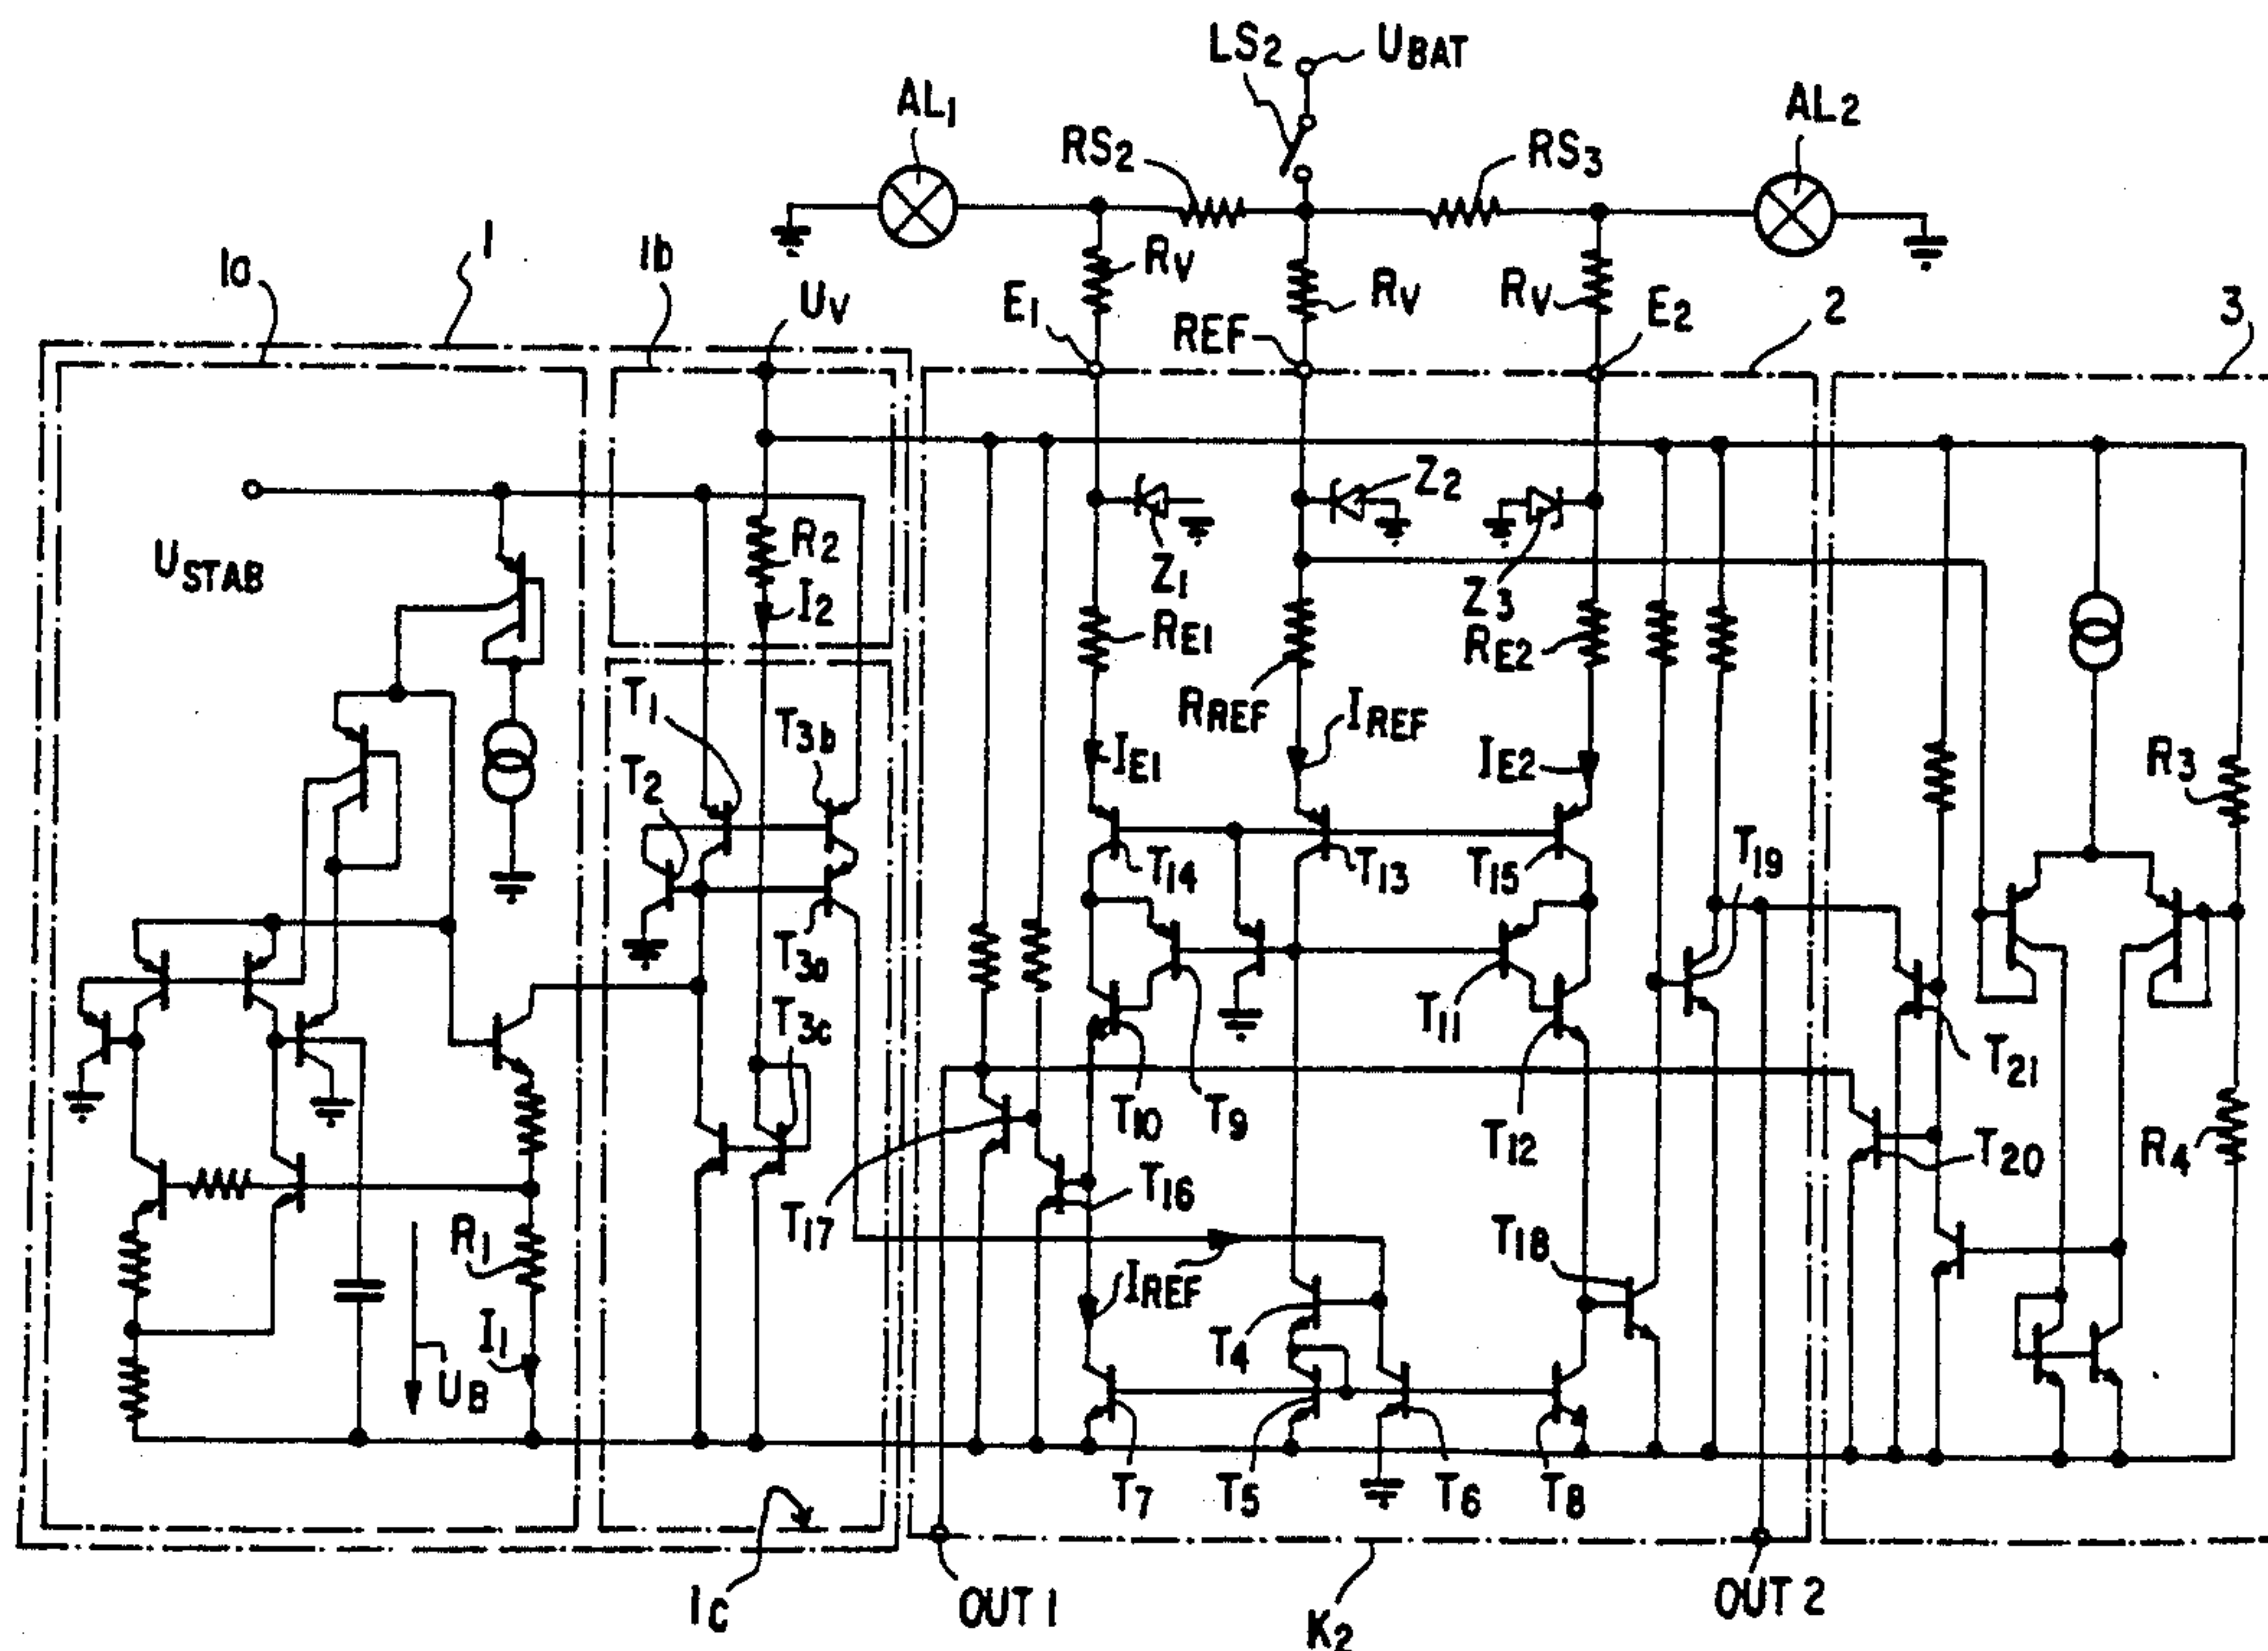 LS2
UBAT
AL1
AL2
RS2
RS3
1
1b
UV
RV
RV
RV
E1
E2
2
3
1a
REF
Z2
USTAB
R2
I2
Z1
Z3
RE1
RE2
RREF
T1
T3b
IREF
IE1
IE2
R3
T2
T14
T13
T15
T19
T3a
T3c
T11
T21
T10
T9
T12
R4
T20
T17
T16
R1
T18
IREF
I1
T4
UB
T7
T5
T6
T8
1c
OUT 1
K2
OUT 2